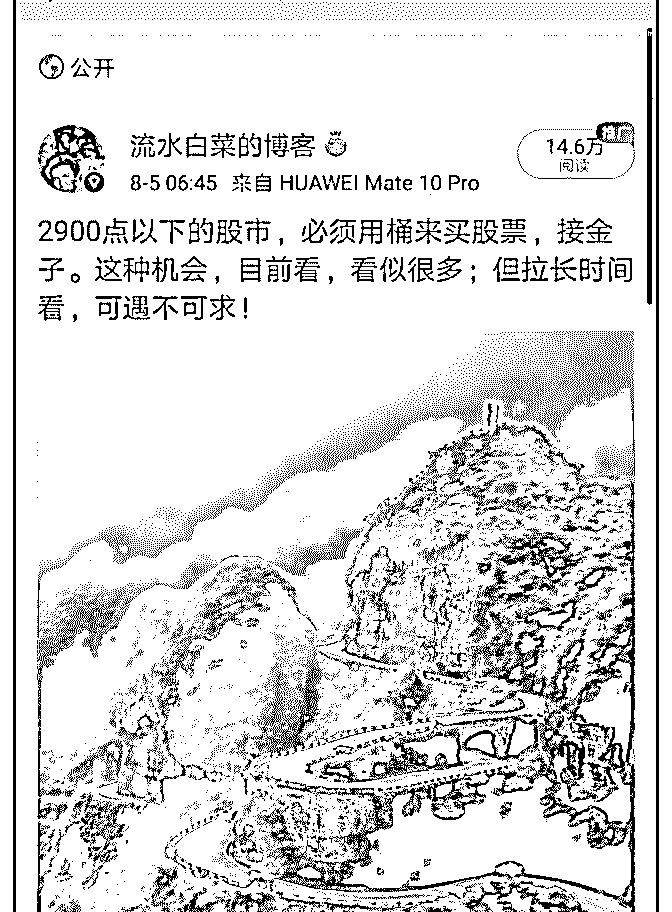 公开
流水白菜的博客
14.6万
推广
阅读
8-5 06:45 来自 HUAWEI Mate 10 Pro
2900点以下的股市，必须用桶来买股票，接金
子。这种机会，目前看，看似很多；但拉长时间
看，可遇不可求！